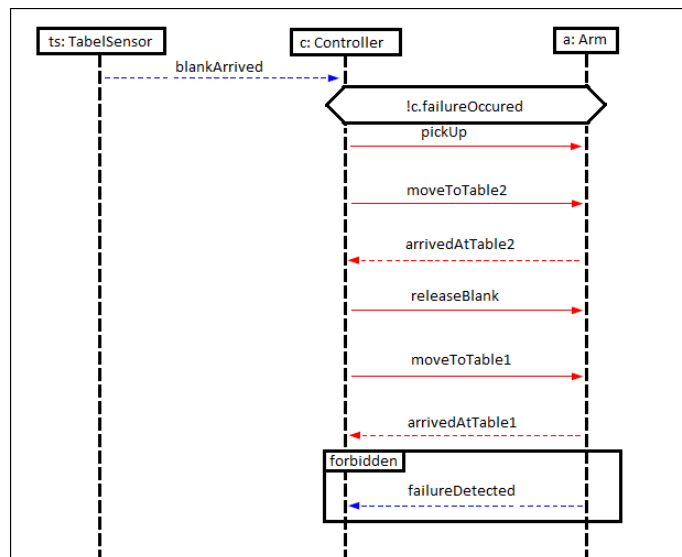 ts: TabelSensor
c: Controller
a: Arm
blankArrived
!c.failureOccured
pickUp
moveToTable2
arrivedAtTable2
releaseBlank
moveToTable1
arrivedAtTable1
forbidden
failureDetected